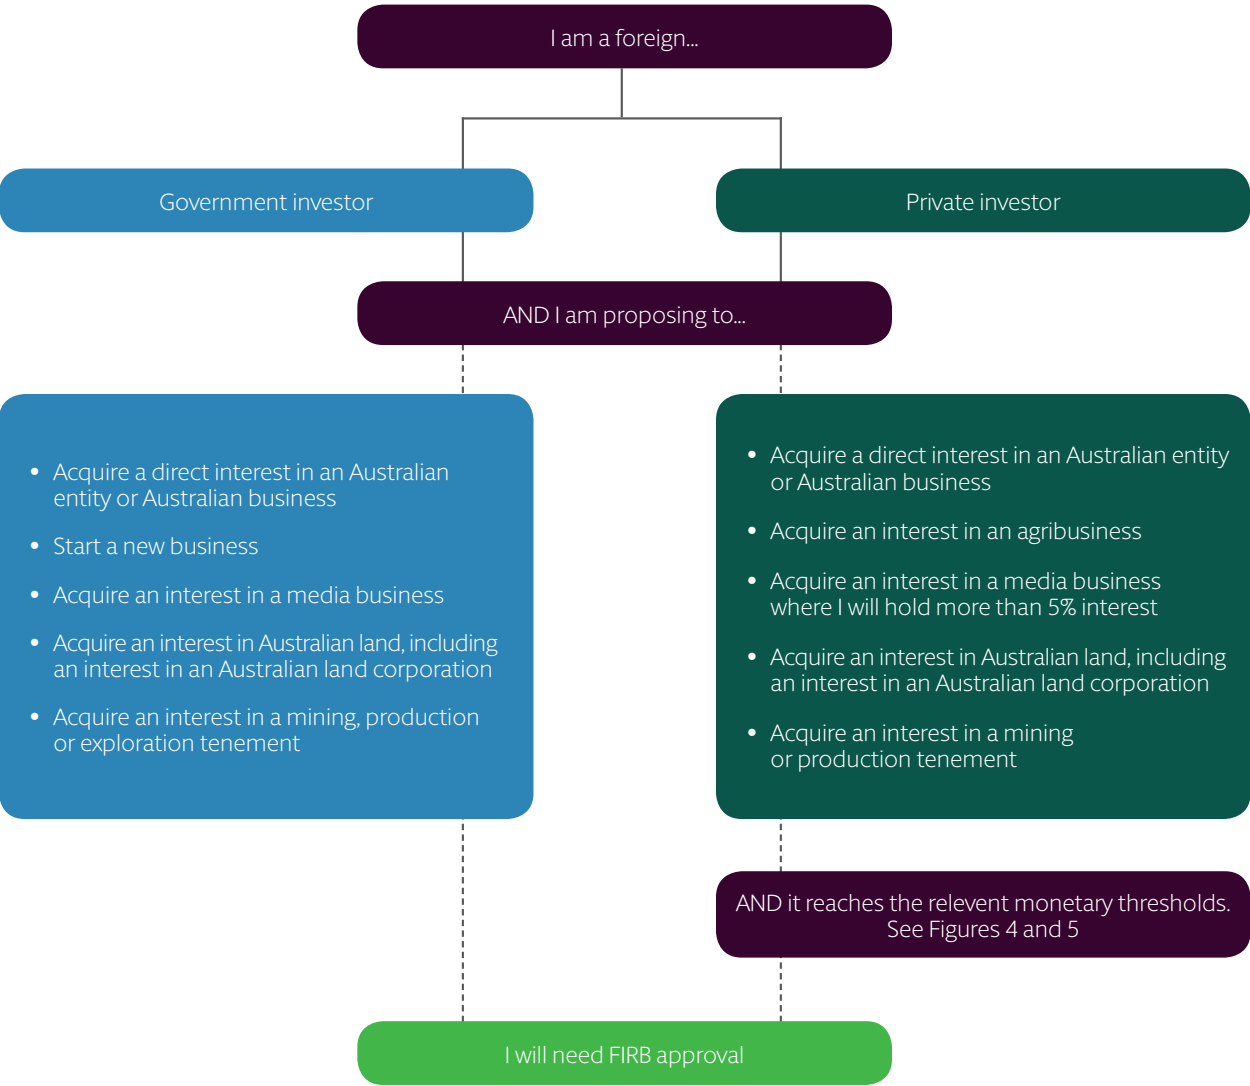 I am a foreign...
Government investor
Private investor
AND I am proposing to...
• Acquire a direct interest in an Australian
entity or Australian business
• Start a new business
• Acquire an interest in a media business
• Acquire an interest in Australian land, including
an interest in an Australian land corporation
• Acquire an interest in a mining, production
or exploration tenement
• Acquire a direct interest in an Australian entity
or Australian business
• Acquire an interest in an agribusiness
• Acquire an interest in a media business
where I will hold more than 5% interest
• Acquire an interest in Australian land, including
an interest in an Australian land corporation
• Acquire an interest in a mining
or production tenement
AND it reaches the relevent monetary thresholds.
See Figures 4 and 5
I will need FIRB approval